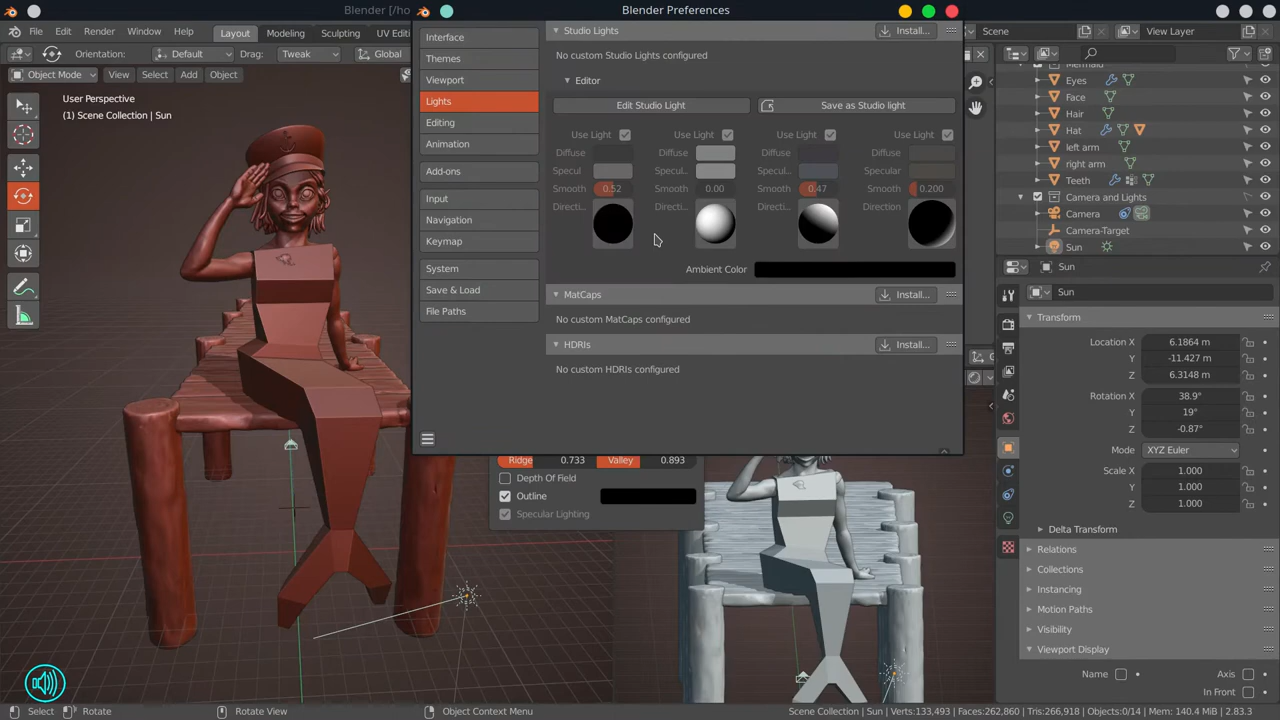 Blender [/ho
Blender Preferences
File
Edit
Render
Window
Help
Layout
Modeling
Sculpting
UV Editi
Scene
View Layer
Orientation:
Default
Drag:
Tweak
Global
Object Mode
View
Select
Add
Object
User Perspective
(1) Scene Collection | Sun
Interface
Themes
Viewport
Lights
Editing
Animation
Add-ons
Input
Navigation
Keymap
System
Save & Load
File Paths
Studio Lights
Install...
No custom Studio Lights configured
Editor
Edit Studio Light
Save as Studio light
Use Light
Use Light
Use Light
Use Light
Diffuse
Diffuse
Diffuse
Diffuse
Specul
Specul...
Specul...
Specular
Smooth
0.52
Smooth
0.00
Smooth
0.47
0.200
Directi...
Directi...
Directi...
Direction
Ambient Color
MatCaps
Install...
No custom MatCaps configured
HDRIs
Install...
No custom HDRIs configured
Ridge
0.733
Valley
0.893
Depth Of Field
Outline
Specular Lighting
Mermaid
Eyes
Face
Hair
Hat
left arm
right arm
Teeth
Camera and Lights
Camera
Camera-Target
Sun
Sun
Sun
Transform
Location X
6.1864 m
Y
-11.427 m
Z
6.3148 m
Rotation X
38.9°
Y
19°
Z
-0.87°
Mode
XYZ Euler
Scale X
1.000
Y
1.000
Z
1.000
Delta Transform
Relations
Collections
Instancing
Motion Paths
Visibility
Viewport Display
Name
Axis
In Front
Select
Rotate
Rotate View
Object Context Menu
Scene Collection | Sun | Verts:133,493 | Faces:262,860 | Tris:266,918 | Objects:0/14 | Mem: 140.4 MiB | 2.83.3